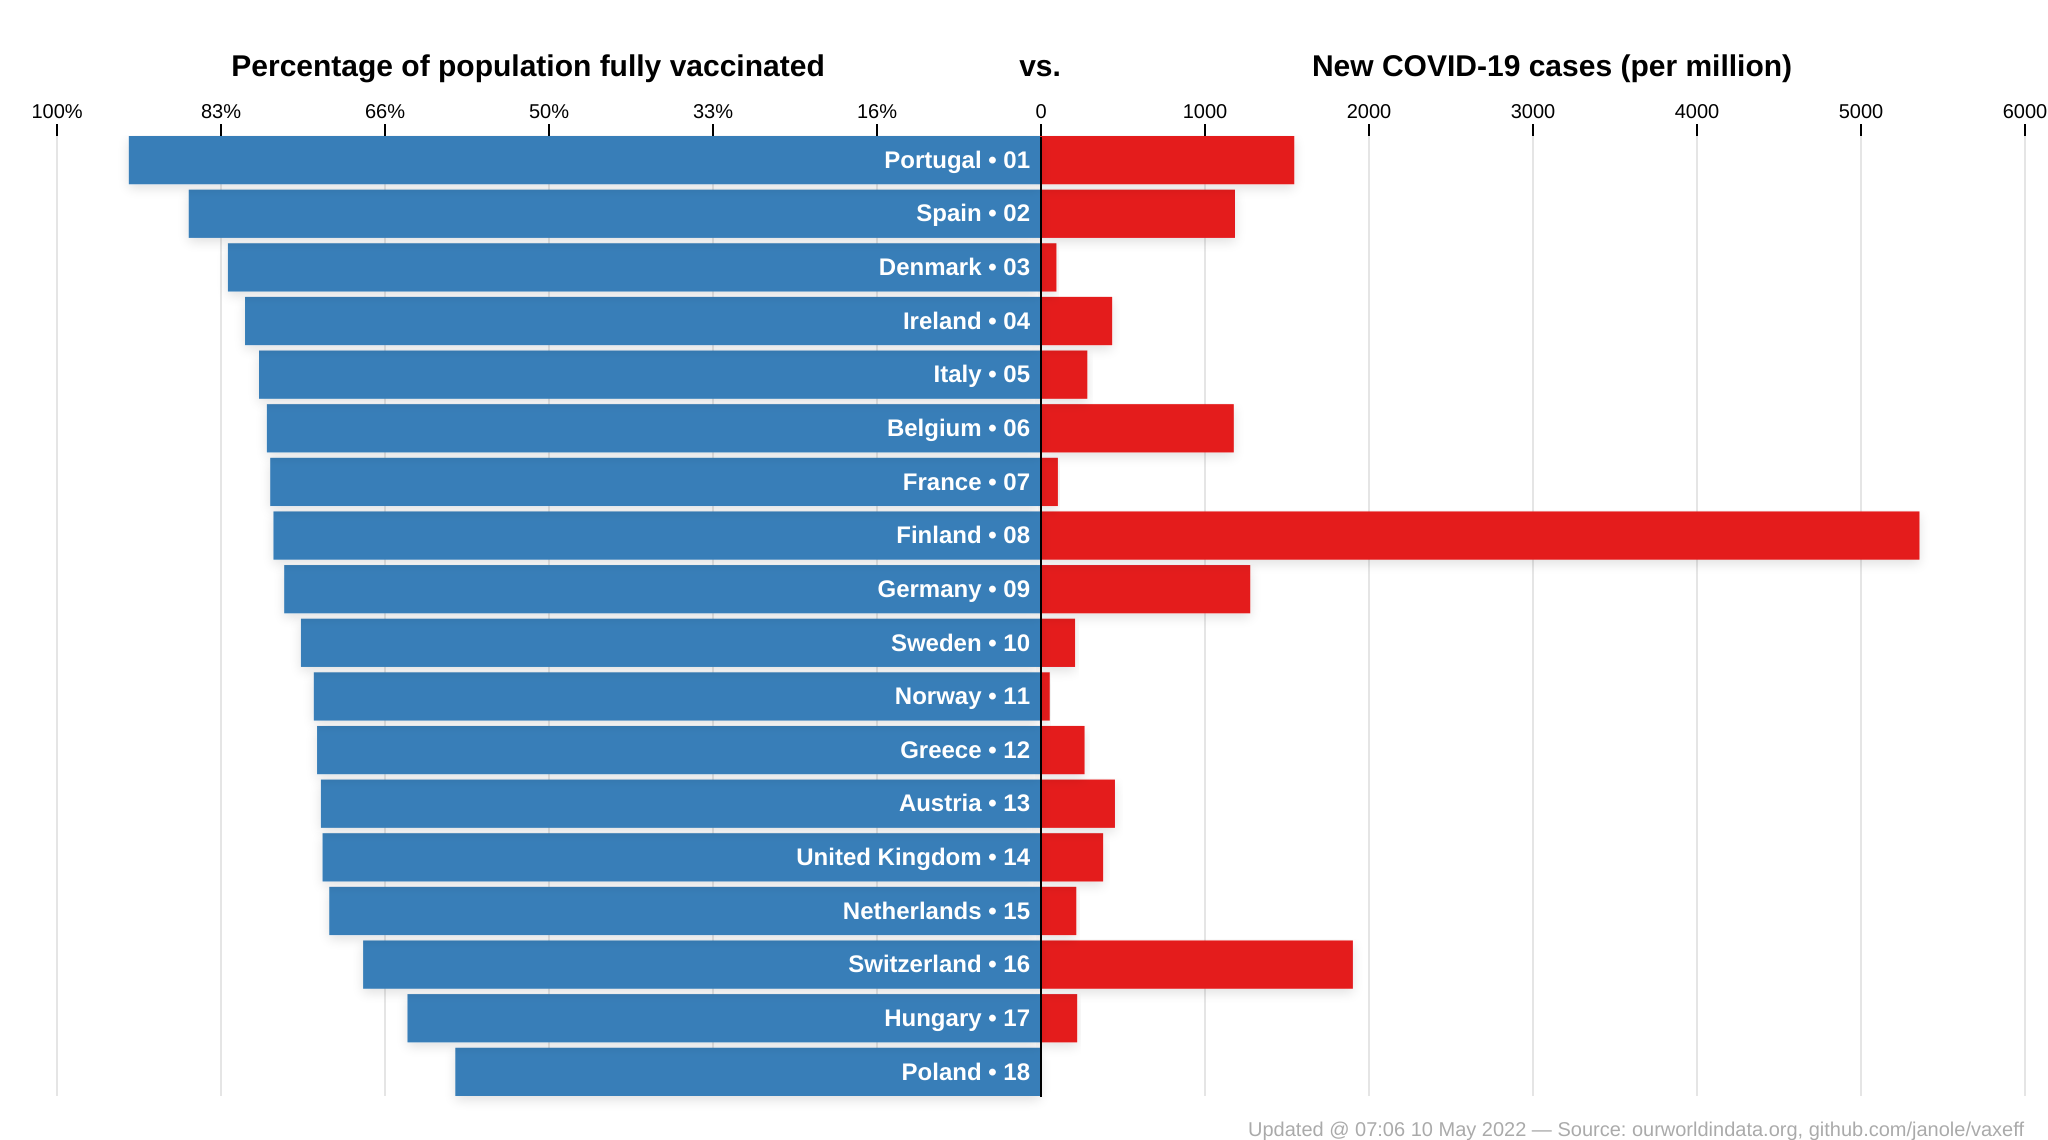 Percentage of population fully vaccinated vs. New COVID-19 cases (per million)
100% 83% 66% 50% 33% 16% 0 1000 2000 3000 4000 5000 6000
Portugal • 01
Spain • 02
Denmark • 03
Ireland • 04
Italy • 05
Belgium • 06
France • 07
Finland • 08
Germany • 09
Sweden • 10
Norway • 11
Greece • 12
Austria • 13
United Kingdom • 14
Netherlands • 15
Switzerland • 16
Hungary • 17
Poland • 18
Updated @ 07:06 10 May 2022 — Source: ourworldindata.org, github.com/janole/vaxeff